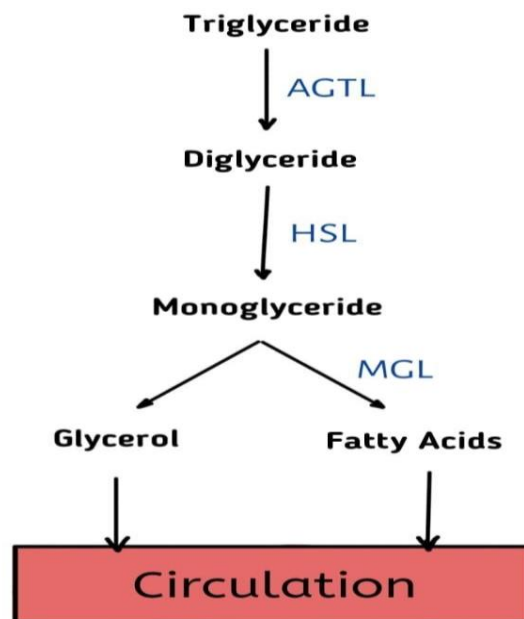 Triglyceride
AGTL
Diglyceride
HSL
Monoglyceride
MGL
Glycerol
Fatty Acids
Circulation